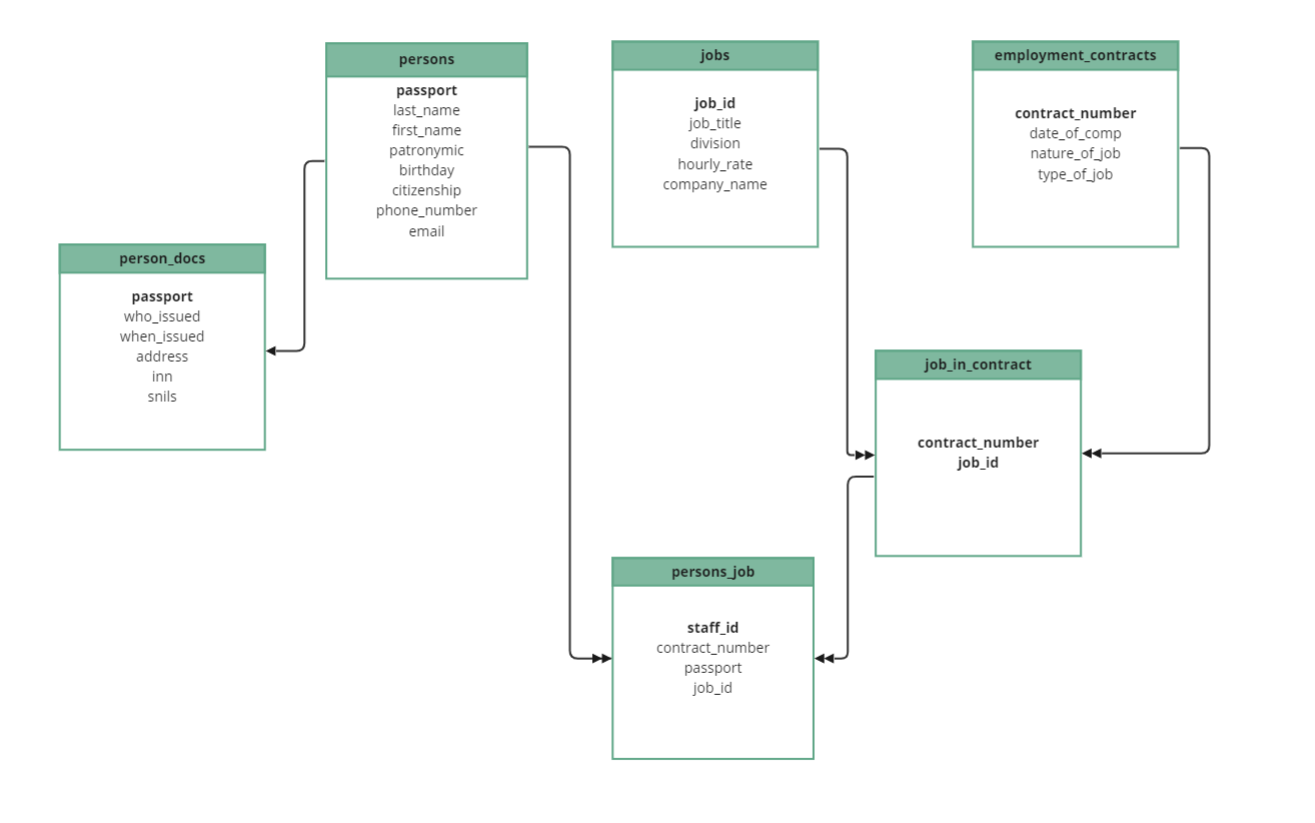 persons
passport
last_name
first_name
patronymic
birthday
citizenship
phone_number
email
jobs
job_id
job_title
division
hourly_rate
company_name
employment_contracts
contract_number
date_of_comp
nature_of_job
type_of_job
person_docs
passport
who_issued
when_issued
address
inn
snils
job_in_contract
contract_number
job_id
persons_job
staff_id
contract_number
passport
job_id